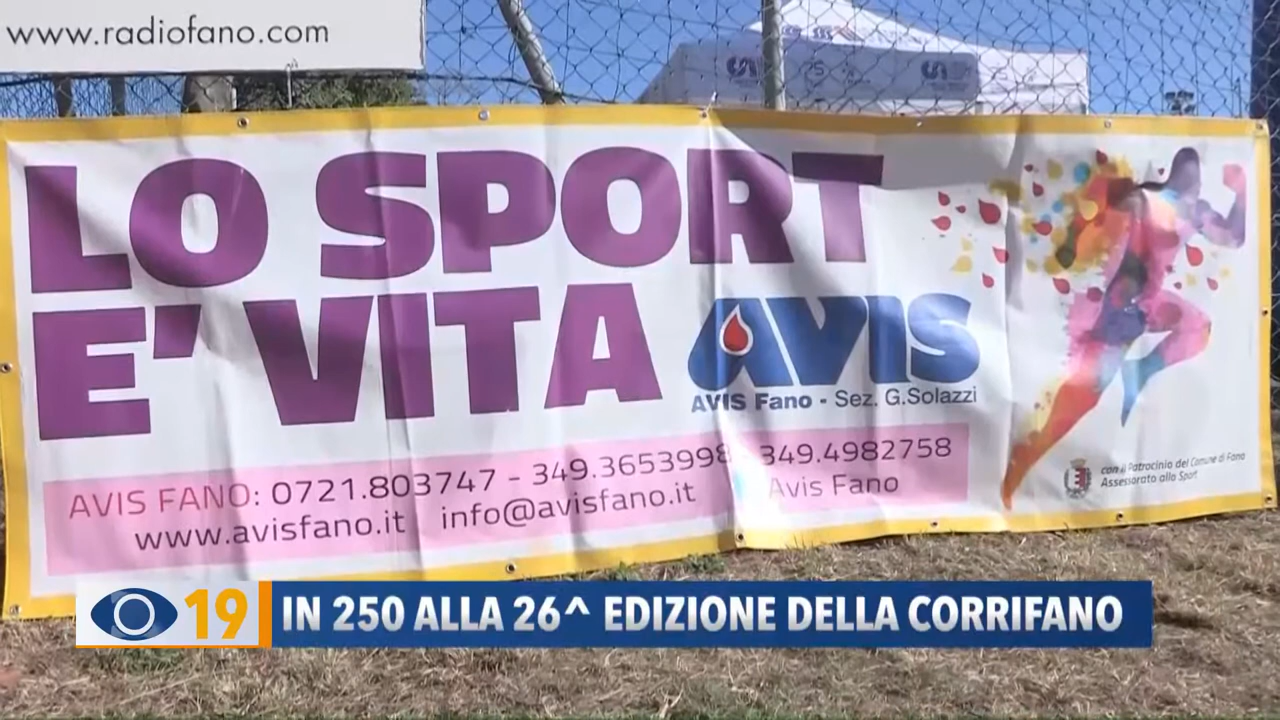 www.radiofano.com
LO SPORT
E' VITA
AVIS
AVIS Fano - Sez. G.Solazzi
AVIS FANO: 0721.803747 - 349.3653998 - 349.4982758
www.avisfano.it info@avisfano.it Avis Fano
con il Patrocinio del Comune di Fano
Assessorato allo Sport
19 IN 250 ALLA 26^ EDIZIONE DELLA CORRIFANO